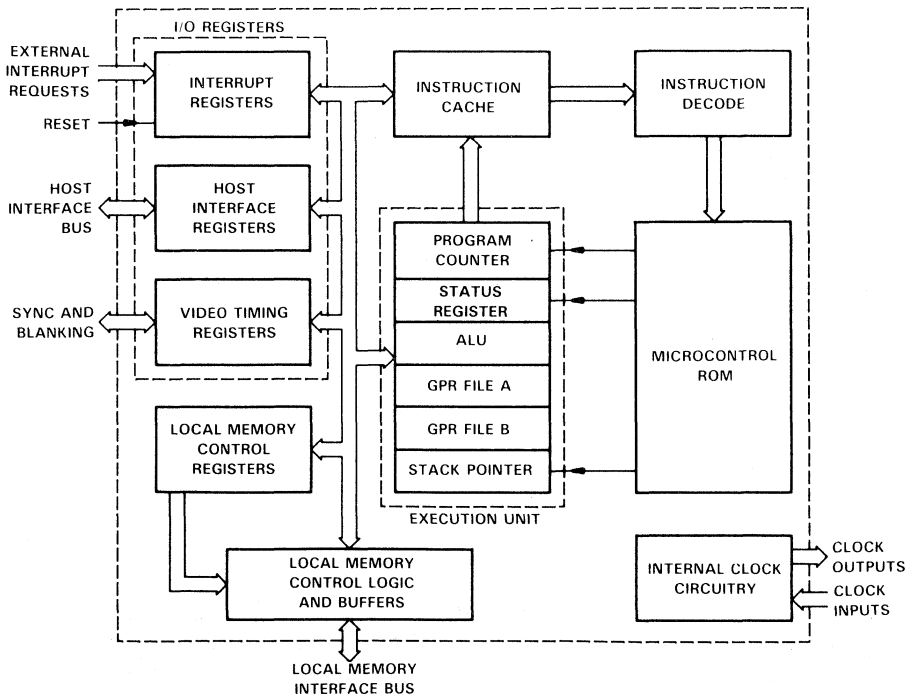 I/O REGISTERS
EXTERNAL
INTERRUPT
REQUESTS
RESET
INTERRUPT
REGISTERS
INSTRUCTION
CACHE
INSTRUCTION
DECODE
HOST
INTERFACE
BUS
HOST
INTERFACE
REGISTERS
SYNC AND
BLANKING
VIDEO TIMING
REGISTERS
PROGRAM
COUNTER
STATUS
REGISTER
ALU
GPR FILE A
GPR FILE B
STACK POINTER
EXECUTION UNIT
MICROCONTROL
ROM
LOCAL MEMORY
CONTROL
REGISTERS
LOCAL MEMORY
CONTROL LOGIC
AND BUFFERS
INTERNAL CLOCK
CIRCUITRY
CLOCK
OUTPUTS
CLOCK
INPUTS
LOCAL MEMORY
INTERFACE BUS